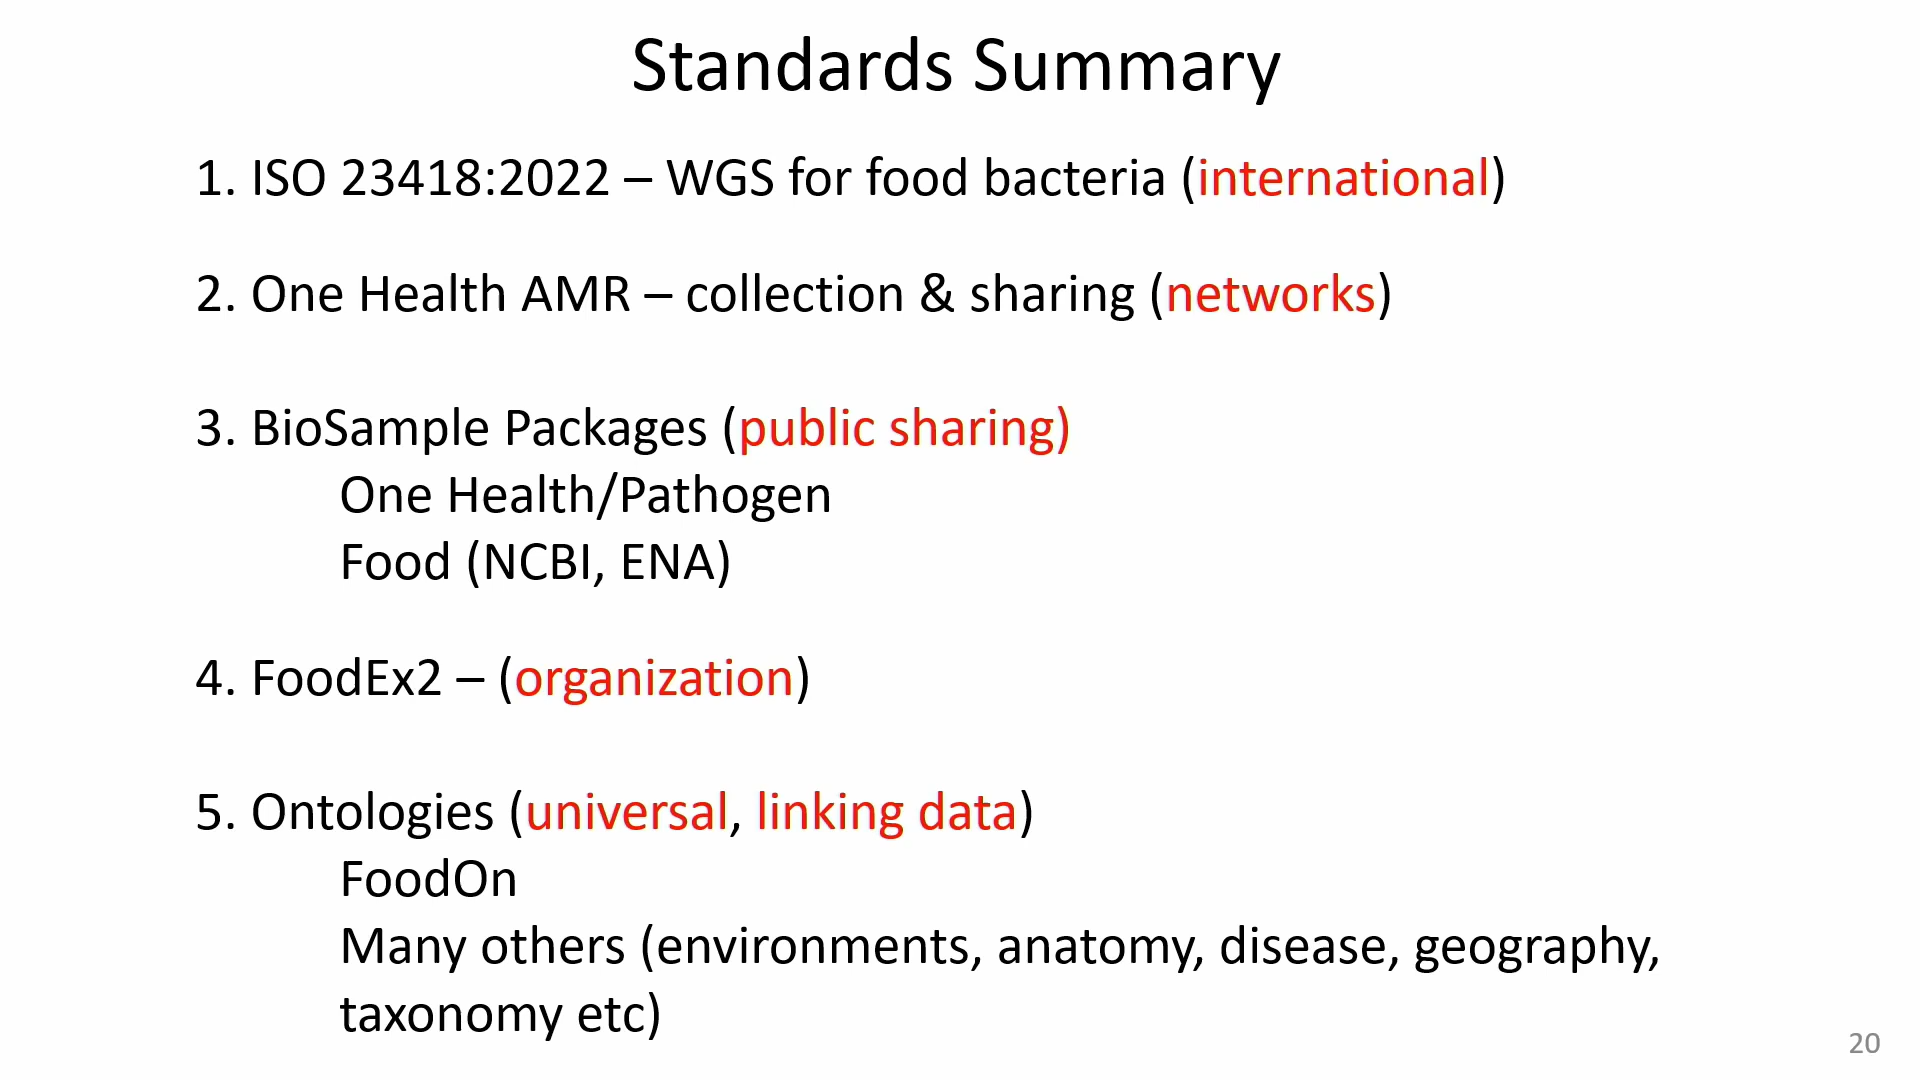 Standards Summary
1. ISO 23418:2022 – WGS for food bacteria (international)
2. One Health AMR – collection & sharing (networks)
3. BioSample Packages (public sharing)
One Health/Pathogen
Food (NCBI, ENA)
4. FoodEx2 – (organization)
5. Ontologies (universal, linking data)
FoodOn
Many others (environments, anatomy, disease, geography,
taxonomy etc)
20